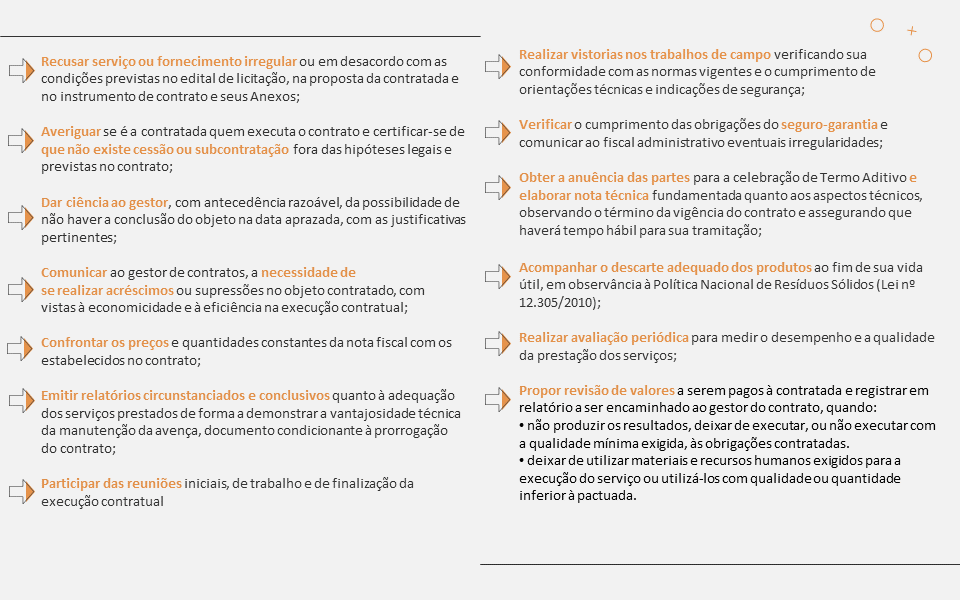 Recusar serviço ou fornecimento irregular ou em desacordo com as
condições previstas no edital de licitação, na proposta da contratada e
no instrumento de contrato e seus Anexos;
Averiguar se é a contratada quem executa o contrato e certificar-se de
que não existe cessão ou subcontratação fora das hipóteses legais e
previstas no contrato;
Dar ciência ao gestor, com antecedência razoável, da possibilidade de
não haver a conclusão do objeto na data aprazada, com as justificativas
pertinentes;
Comunicar ao gestor de contratos, a necessidade de
se realizar acréscimos ou supressões no objeto contratado, com
vistas à economicidade e à eficiência na execução contratual;
Confrontar os preços e quantidades constantes da nota fiscal com os
estabelecidos no contrato;
Emitir relatórios circunstanciados e conclusivos quanto à adequação
dos serviços prestados de forma a demonstrar a vantajosidade técnica
da manutenção da avença, documento condicionante à prorrogação
do contrato;
Participar das reuniões iniciais, de trabalho e de finalização da
execução contratual
Realizar vistorias nos trabalhos de campo verificando sua
conformidade com as normas vigentes e o cumprimento de
orientações técnicas e indicações de segurança;
Verificar o cumprimento das obrigações do seguro-garantia e
comunicar ao fiscal administrativo eventuais irregularidades;
Obter a anuência das partes para a celebração de Termo Aditivo e
elaborar nota técnica fundamentada quanto aos aspectos técnicos,
observando o término da vigência do contrato e assegurando que
haverá tempo hábil para sua tramitação;
Acompanhar o descarte adequado dos produtos ao fim de sua vida
útil, em observância à Política Nacional de Resíduos Sólidos (Lei nº
12.305/2010);
Realizar avaliação periódica para medir o desempenho e a qualidade
da prestação dos serviços;
Propor revisão de valores a serem pagos à contratada e registrar em
relatório a ser encaminhado ao gestor do contrato, quando:
• não produzir os resultados, deixar de executar, ou não executar com
a qualidade mínima exigida, às obrigações contratadas.
• deixar de utilizar materiais e recursos humanos exigidos para a
execução do serviço ou utilizá-los com qualidade ou quantidade
inferior à pactuada.